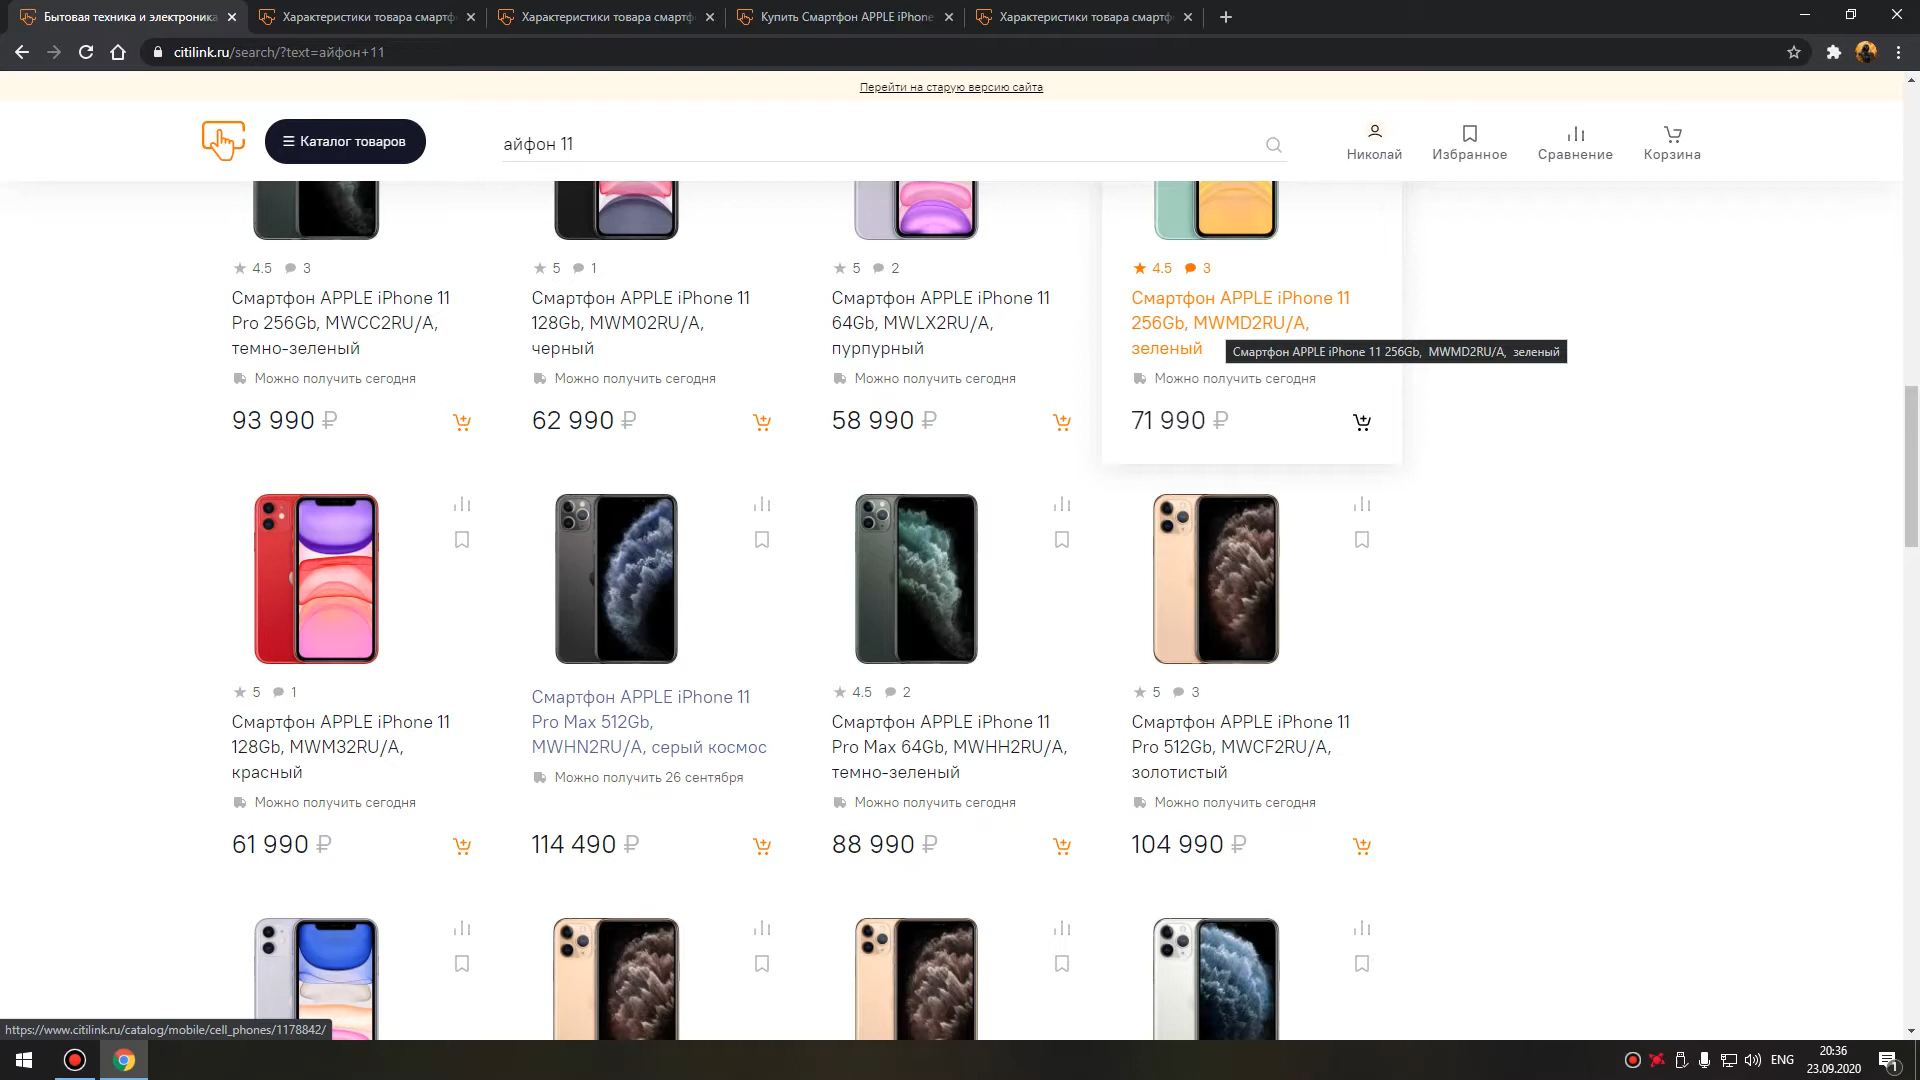 Бытовая техника и электроника
Характеристики товара смартф
Характеристики товара смартф
Купить Смартфон APPLE iPhone
Характеристики товара смартф
citilink.ru/search/?text=айфон+11
Перейти на старую версию сайта
Каталог товаров
айфон 11
Николай
Избранное
Сравнение
Корзина
4.5 3
Смартфон APPLE iPhone 11
Pro 256Gb, MWCC2RU/A,
темно-зеленый
Можно получить сегодня
93 990 ₽
5 1
Смартфон APPLE iPhone 11
128Gb, MWM02RU/A,
черный
Можно получить сегодня
62 990 ₽
5 2
Смартфон APPLE iPhone 11
64Gb, MWLX2RU/A,
пурпурный
Можно получить сегодня
58 990 ₽
4.5 3
Смартфон APPLE iPhone 11
256Gb, MWMD2RU/A,
зеленый
Смартфон APPLE iPhone 11 256Gb, MWMD2RU/A, зеленый
Можно получить сегодня
71 990 ₽
5 1
Смартфон APPLE iPhone 11
128Gb, MWM32RU/A,
красный
Можно получить сегодня
61 990 ₽
Смартфон APPLE iPhone 11
Pro Max 512Gb,
MWHN2RU/A, серый космос
Можно получить 26 сентября
114 490 ₽
4.5 2
Смартфон APPLE iPhone 11
Pro Max 64Gb, MWHH2RU/A,
темно-зеленый
Можно получить сегодня
88 990 ₽
5 3
Смартфон APPLE iPhone 11
Pro 512Gb, MWCF2RU/A,
золотистый
Можно получить сегодня
104 990 ₽
https://www.citilink.ru/catalog/mobile/cell_phones/1178842/
ENG
20:36
23.09.2020
1